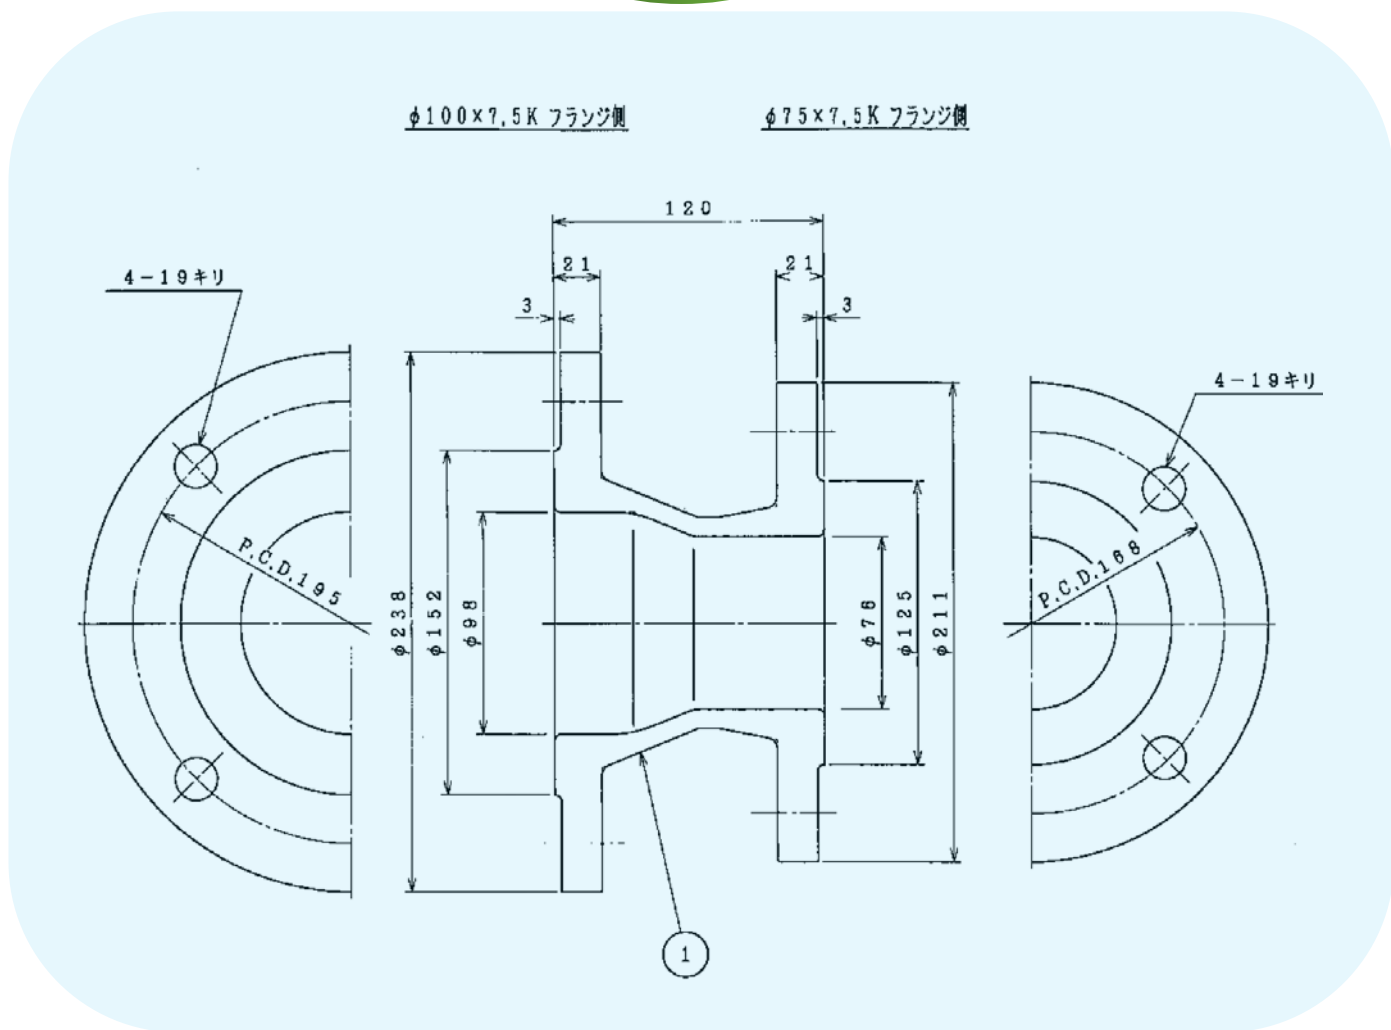 φ100×7.5K フランジ側
φ75×7.5K フランジ側
120
21
21
3
3
4-19キリ
4-19キリ
P.C.D.195
φ238
φ152
φ98
φ76
φ125
φ211
P.C.D.168
1